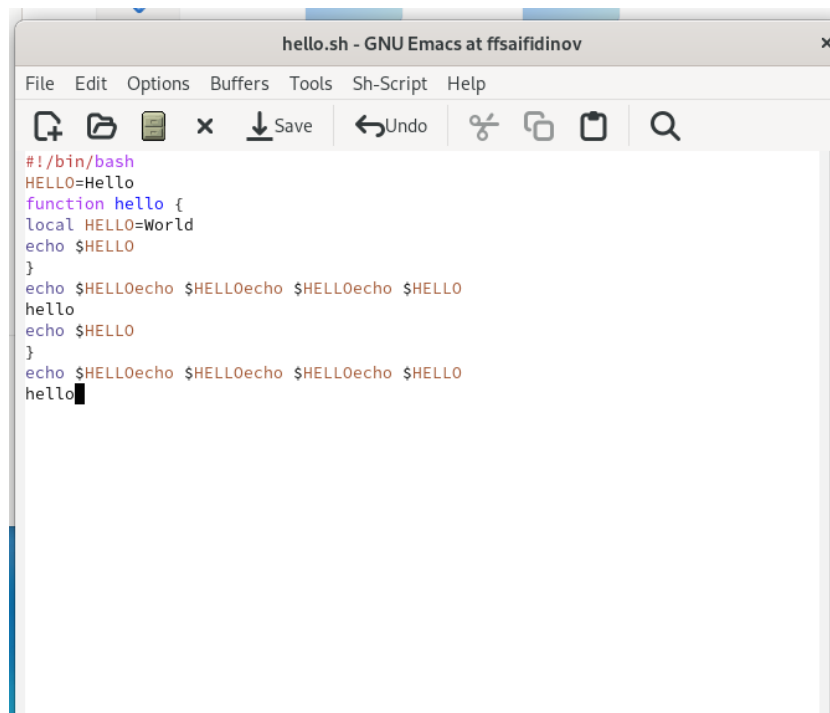 hello.sh - GNU Emacs at ffsaifidinov
File Edit Options Buffers Tools Sh-Script Help
Save Undo
#!/bin/bash
HELLO=Hello
function hello {
local HELLO=World
echo $HELLO
}
echo $HELLOecho $HELLOecho $HELLOecho $HELLO
hello
echo $HELLO
}
echo $HELLOecho $HELLOecho $HELLOecho $HELLO
hello